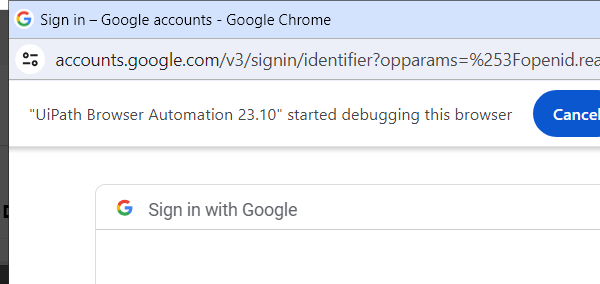 Sign in – Google accounts - Google Chrome
accounts.google.com/v3/signin/identifier?opparams=%253Fopenid.rea
"UiPath Browser Automation 23.10" started debugging this browser
Cancel
Sign in with Google